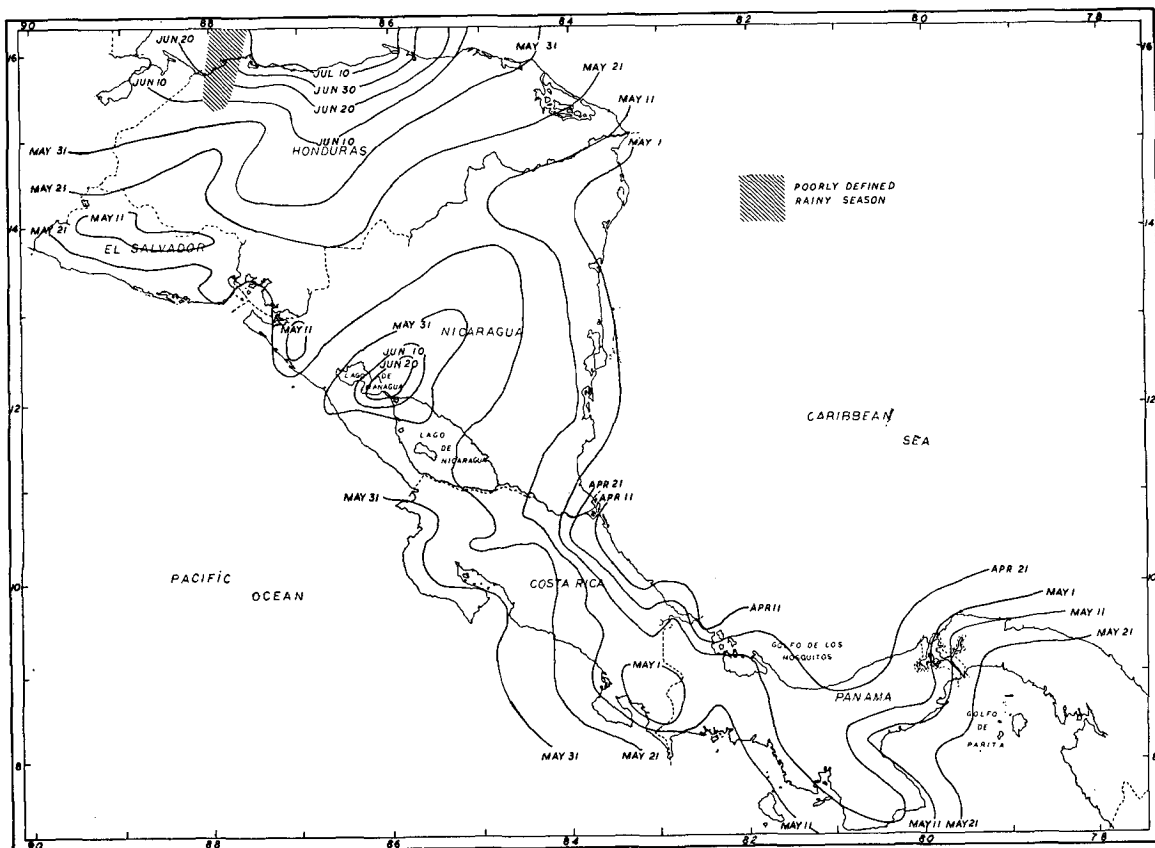 90
88
86
84
82
80
78
16
JUN 20
JUN 10
JUL 10
JUN 30
JUN 20
JUN 10
HONDURAS
MAY 31
MAY 21
MAY 11
MAY 1
16
MAY 31
MAY 21
MAY 11
MAY 21
EL SALVADOR
14
POORLY DEFINED
RAINY SEASON
14
MAY 11
NICARAGUA
MAY 31
JUN 10
JUN 20
LAGO
DE
MANAGUA
12
LAGO
DE
NICARAGUA
CARIBBEAN
SEA
12
MAY 31
APR 21
APR 11
10
PACIFIC
OCEAN
COSTA RICA
APR 11
APR 21
MAY 1
MAY 11
MAY 21
10
GOLFO DE LOS
MOSQUITOS
MAY 1
PANAMA
GOLFO
DE
PARITA
8
MAY 31
MAY 21
MAY 11
MAY 11
MAY 21
8
90
88
86
84
82
80
78